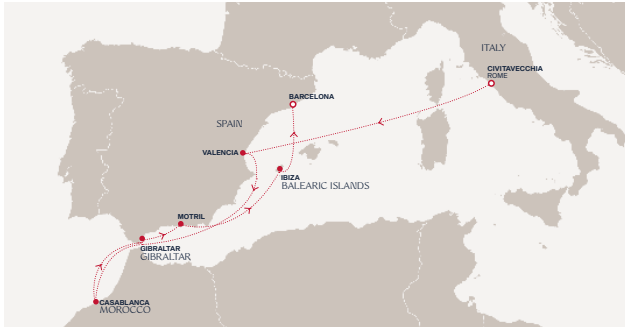 ITALY
CIVITAVECCHIA
ROME
BARCELONA
SPAIN
VALENCIA
IBIZA
BALEARIC ISLANDS
MOTRIL
GIBRALTAR
GIBRALTAR
CASABLANCA
MOROCCO